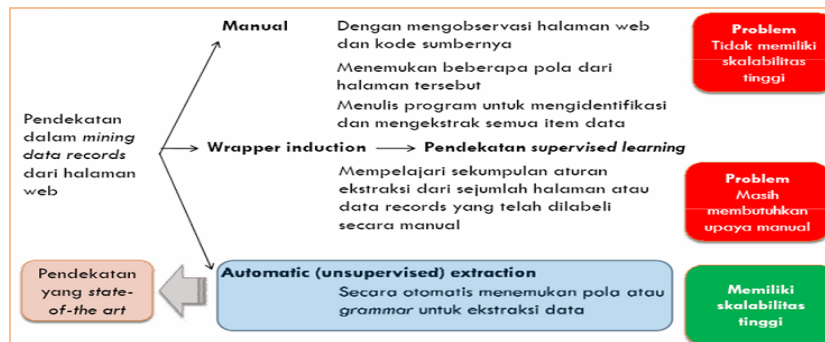 Pendekatan
dalam mining
data records
dari halaman
web
Manual
Dengan mengobservasi halaman web
dan kode sumbernya
Menemukan beberapa pola dari
halaman tersebut
Menulis program untuk mengidentifikasi
dan mengekstrak semua item data
Problem
Tidak memiliki
skalabilitas
tinggi
Wrapper induction
Pendekatan supervised learning
Mempelajari sekumpulan aturan
ekstraksi dari sejumlah halaman atau
data records yang telah dilabeli
secara manual
Problem
Masih
membutuhkan
upaya manual
Automatic (unsupervised) extraction
Secara otomatis menemukan pola atau
grammar untuk ekstraksi data
Memiliki
skalabilitas
tinggi
Pendekatan
yang state-
of-the art